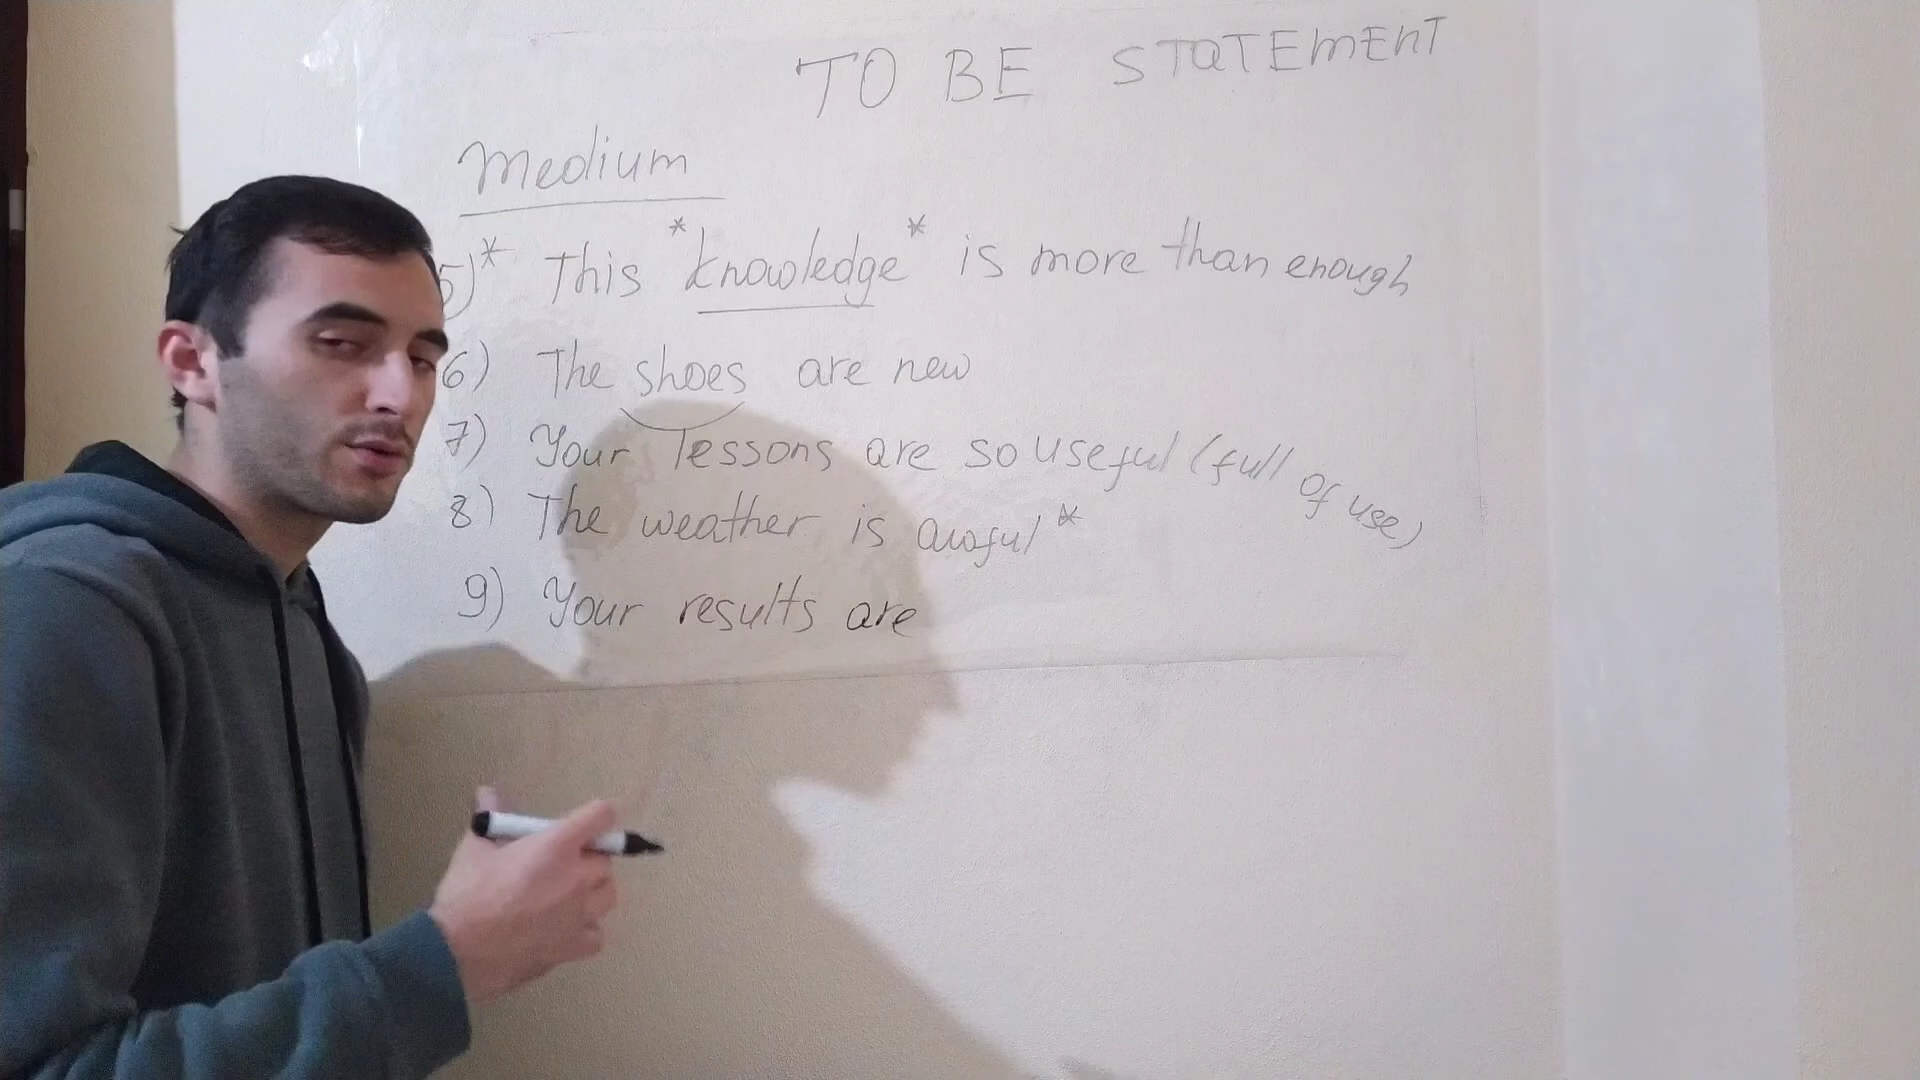 TO BE STATEMENT
Medium
5)* This *knowledge* is more than enough
6) The shoes are new
7) Your lessons are so useful (full of use)
8) The weather is awful*
9) Your results are